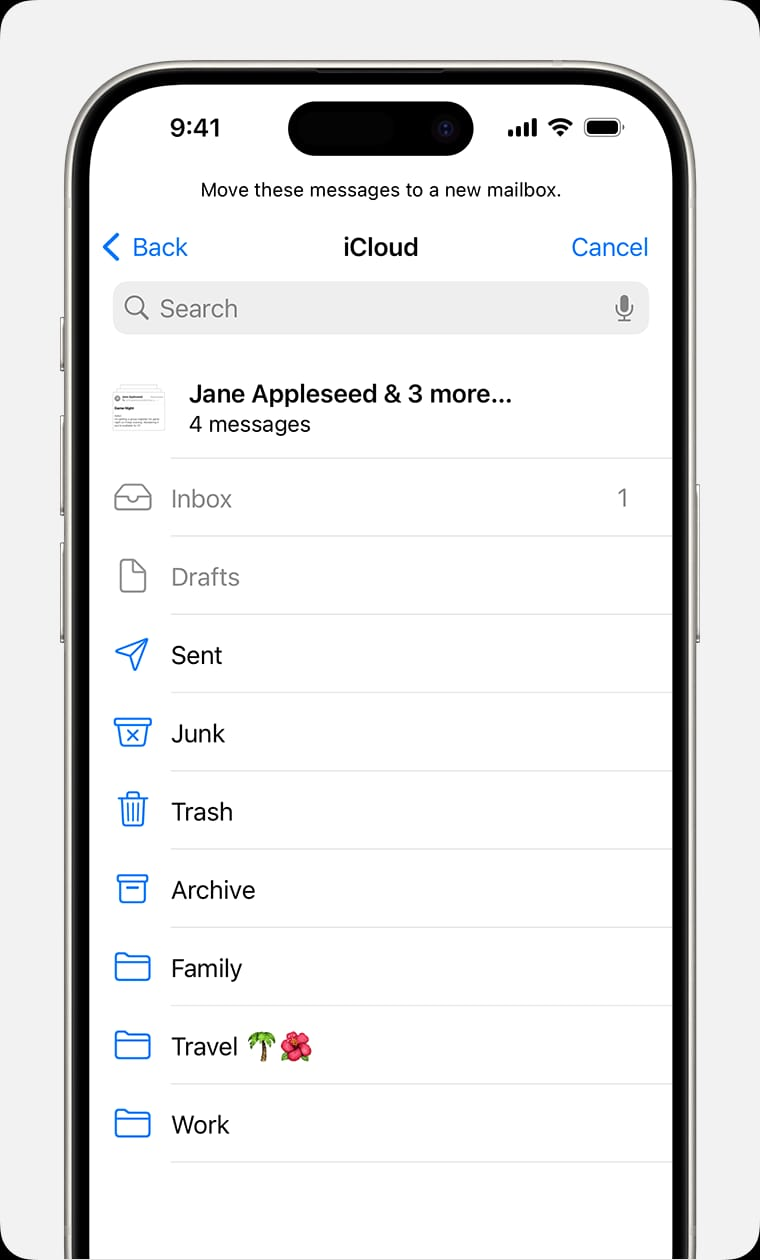 9:41
Move these messages to a new mailbox.
Back iCloud Cancel
Search
Jane Appleseed & 3 more...
4 messages
Inbox 1
Drafts
Sent
Junk
Trash
Archive
Family
Travel 🌴🌺
Work